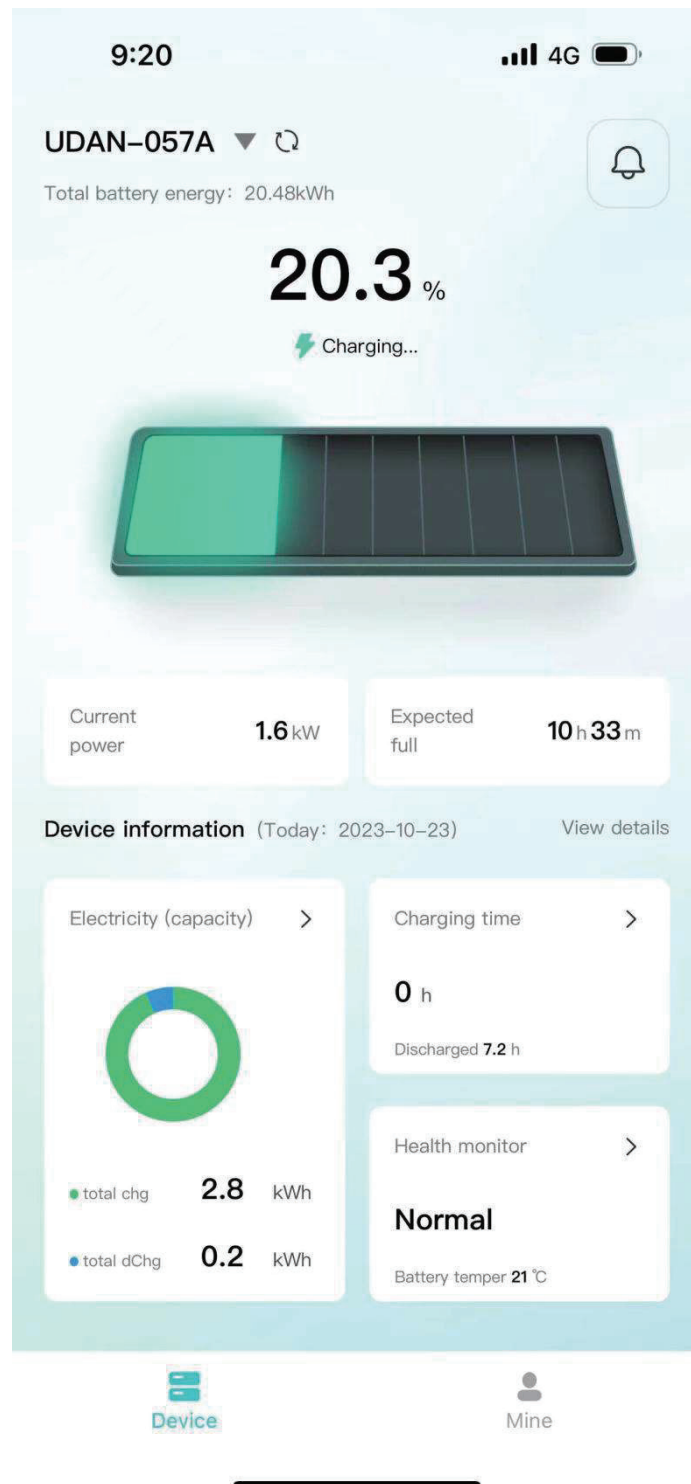 9:20
4G
UDAN-057A
Total battery energy: 20.48kWh
20.3 %
Charging...
Current power
1.6 kW
Expected full
10 h 33 m
Device information (Today: 2023-10-23)
View details
Electricity (capacity)
total chg 2.8 kWh
total dChg 0.2 kWh
Charging time
0 h
Discharged 7.2 h
Health monitor
Normal
Battery temper 21 ℃
Device
Mine